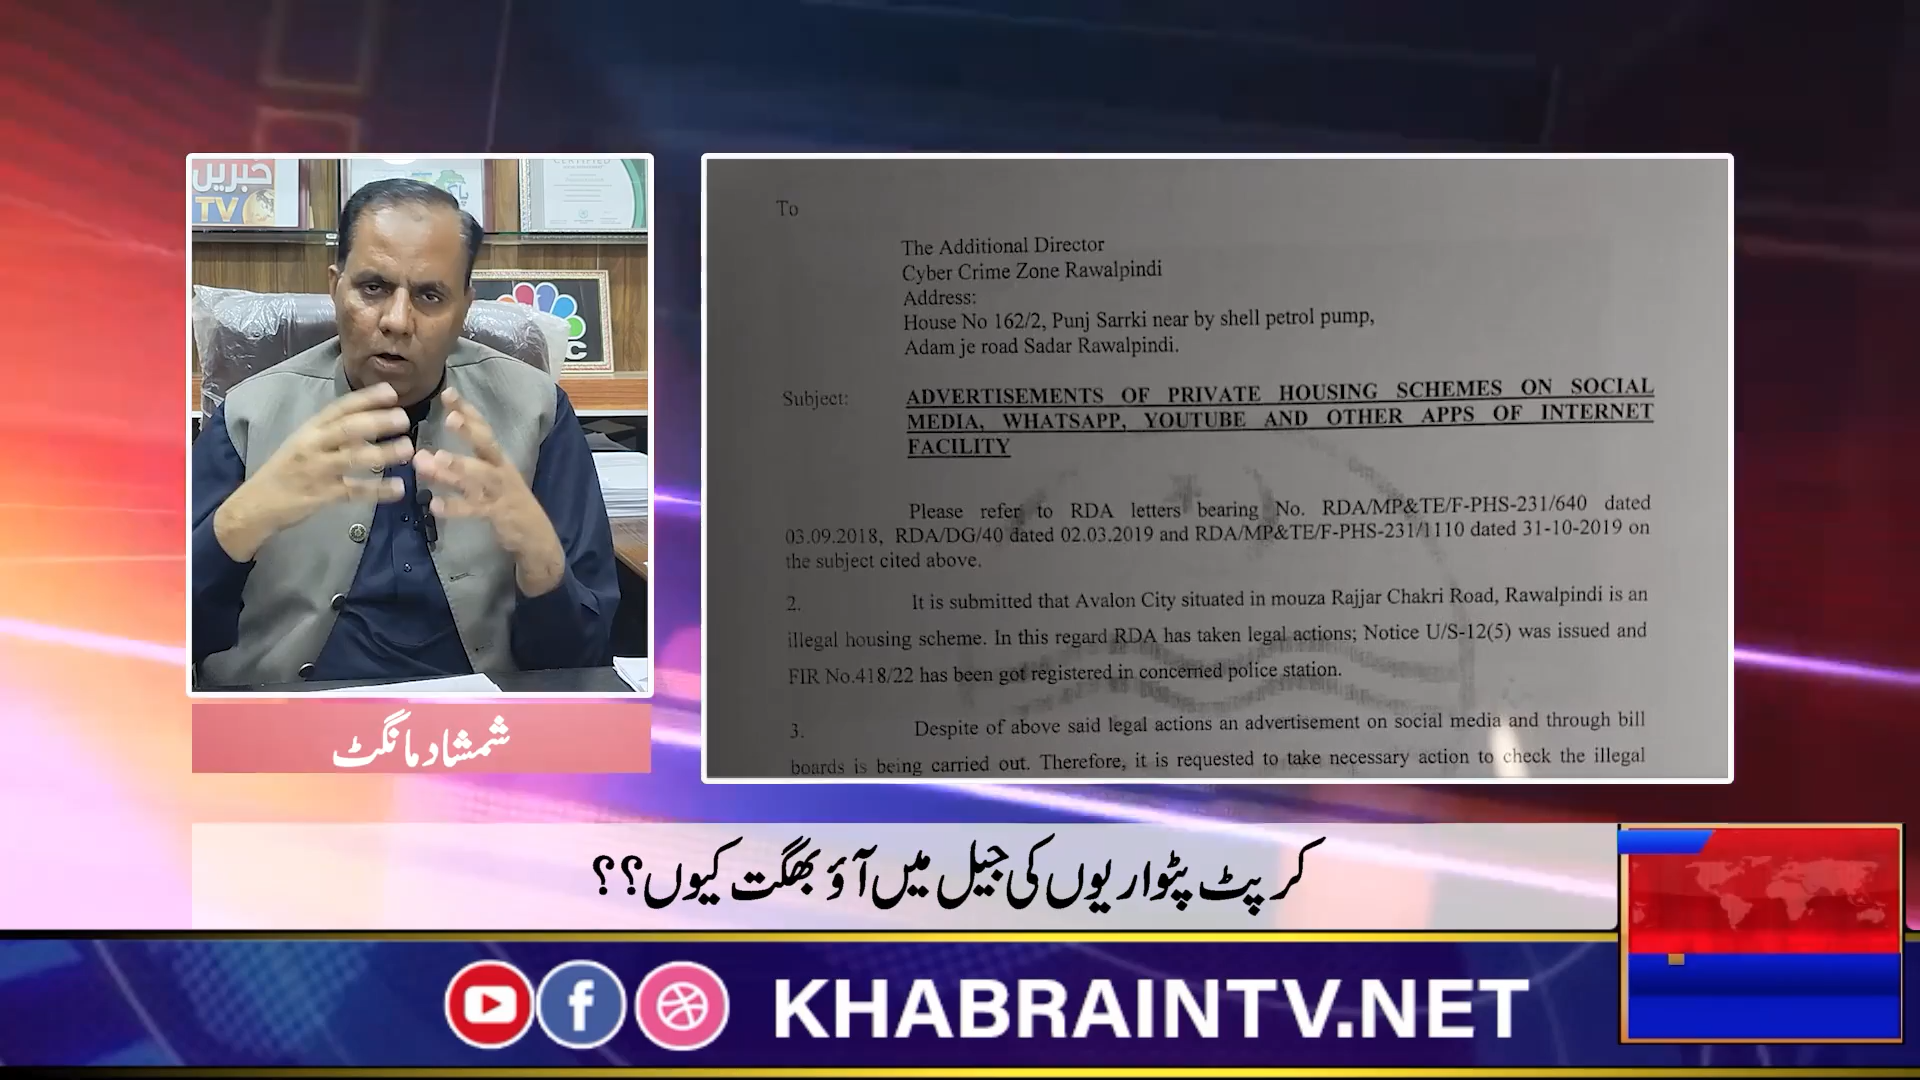 خبریں
TV
CERTIFIED
C
To
The Additional Director
Cyber Crime Zone Rawalpindi
Address:
House No 162/2, Punj Sarrki near by shell petrol pump,
Adam je road Sadar Rawalpindi.
Subject: ADVERTISEMENTS OF PRIVATE HOUSING SCHEMES ON SOCIAL
MEDIA, WHATSAPP, YOUTUBE AND OTHER APPS OF INTERNET
FACILITY
Please refer to RDA letters bearing No. RDA/MP&TE/F-PHS-231/640 dated
03.09.2018, RDA/DG/40 dated 02.03.2019 and RDA/MP&TE/F-PHS-231/1110 dated 31-10-2019 on
the subject cited above.
2. It is submitted that Avalon City situated in mouza Rajjar Chakri Road, Rawalpindi is an
illegal housing scheme. In this regard RDA has taken legal actions; Notice U/S-12(5) was issued and
FIR No.418/22 has been got registered in concerned police station.
3. Despite of above said legal actions an advertisement on social media and through bill
boards is being carried out. Therefore, it is requested to take necessary action to check the illegal
شمشاد مانگٹ
کرپٹ پٹواریوں کی جیل میں آؤ بھگت کیوں؟؟
KHABRAINTV.NET